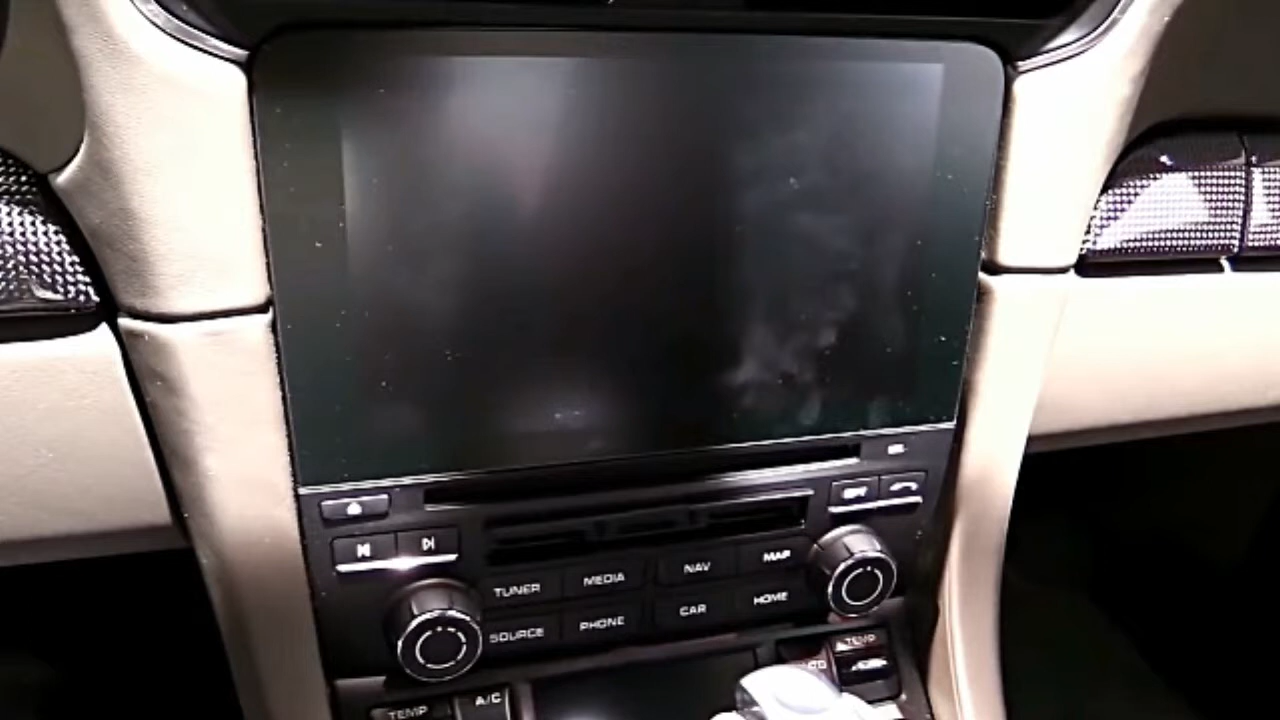 TUNER MEDIA NAV MAP
SOURCE PHONE CAR HOME
TEMP
TEMP A/C